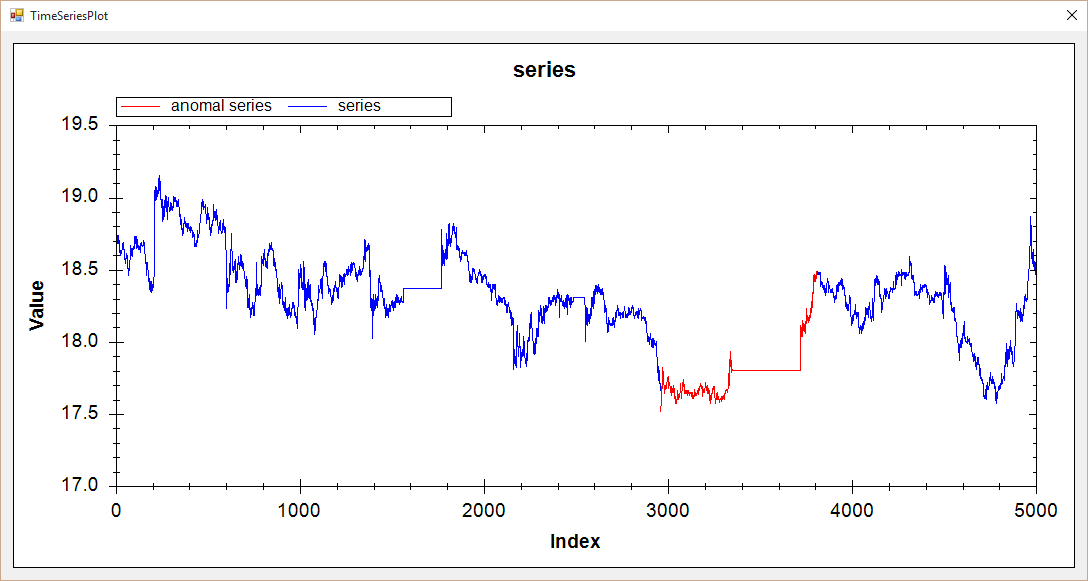 TimeSeriesPlot
series
anomal series series
19.5
19.0
18.5
18.0
17.5
17.0
Value
0 1000 2000 3000 4000 5000
Index